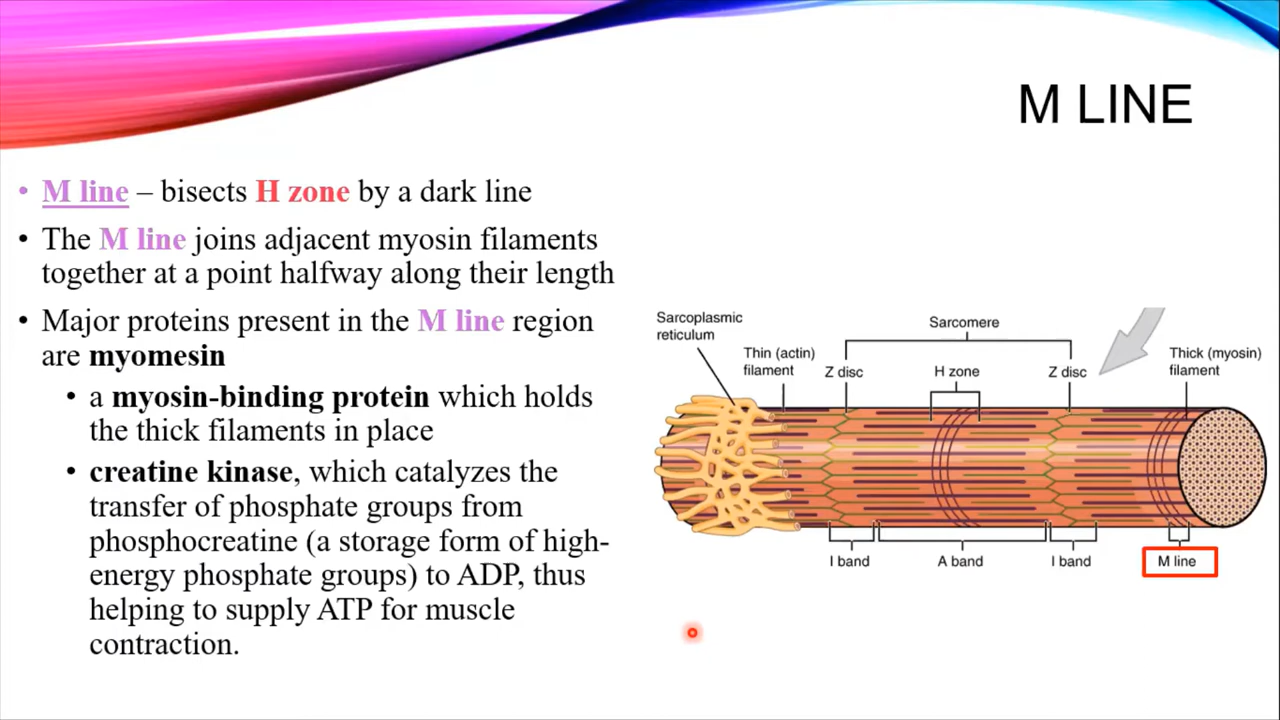 M LINE
• M line – bisects H zone by a dark line
• The M line joins adjacent myosin filaments
together at a point halfway along their length
• Major proteins present in the M line region
are myomesin
• a myosin-binding protein which holds
the thick filaments in place
• creatine kinase, which catalyzes the
transfer of phosphate groups from
phosphocreatine (a storage form of high-
energy phosphate groups) to ADP, thus
helping to supply ATP for muscle
contraction.
Sarcoplasmic
reticulum
Thin (actin)
filament
Z disc
Sarcomere
H zone
Z disc
Thick (myosin)
filament
I band
A band
I band
M line